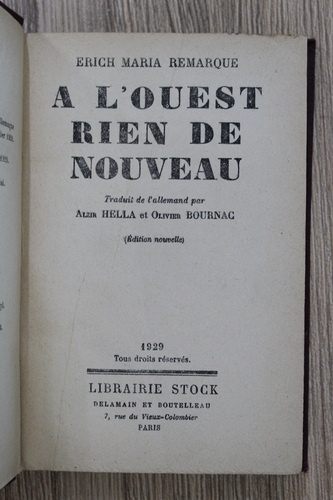 ERICH MARIA REMARQUE
A L'OUEST
RIEN DE
NOUVEAU
Traduit de l'allemand par
ALZIR HELLA et OLIVIER BOURNAC
(Édition nouvelle)
1929
Tous droits réservés.
LIBRAIRIE STOCK
DELAMAIN ET BOUTELLEAU
7, rue du Vieux-Colombier
PARIS